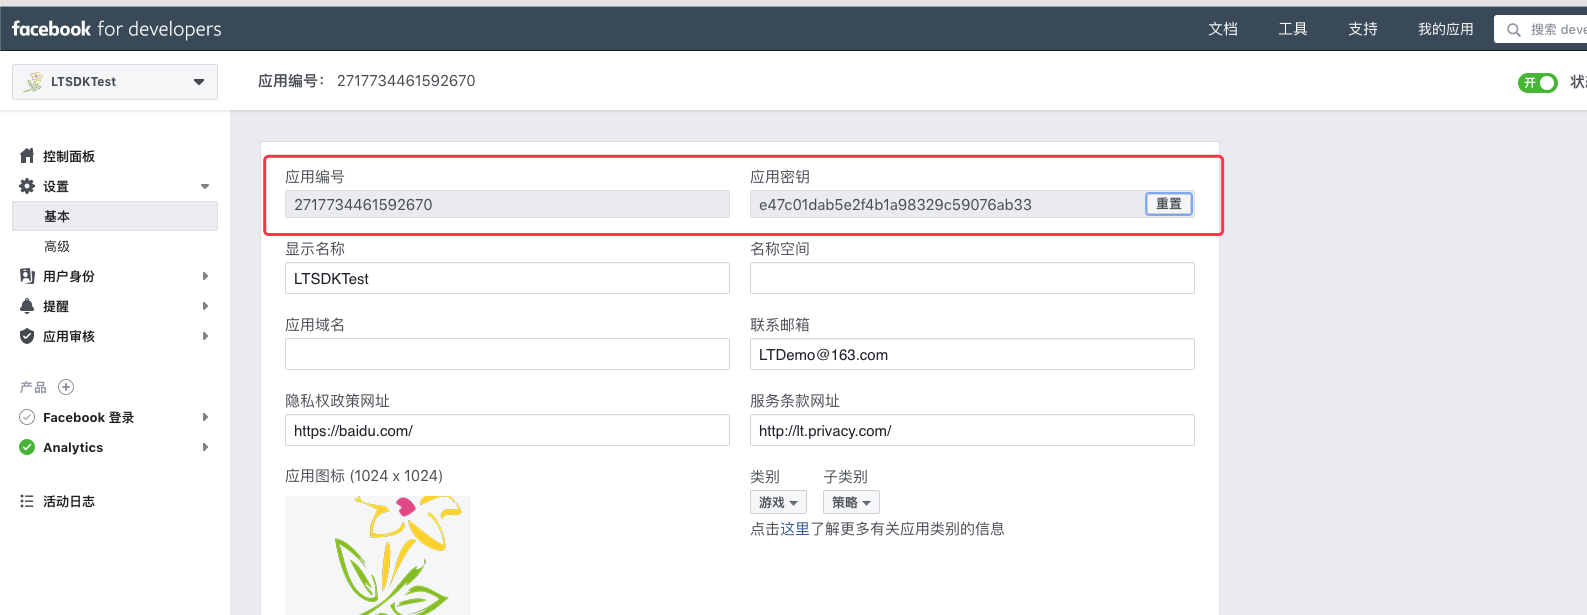 facebook for developers
文档 工具 支持 我的应用 搜索 deve
LTSDKTest
应用编号： 2717734461592670
开 状态
控制面板
设置
基本
高级
用户身份
提醒
应用审核
产品
Facebook 登录
Analytics
活动日志
应用编号 应用密钥
2717734461592670 e47c01dab5e2f4b1a98329c59076ab33 重置
显示名称 名称空间
LTSDKTest
应用域名 联系邮箱
LTDemo@163.com
隐私权政策网址 服务条款网址
https://baidu.com/ http://lt.privacy.com/
应用图标 (1024 x 1024) 类别 子类别
游戏 策略
点击这里了解更多有关应用类别的信息